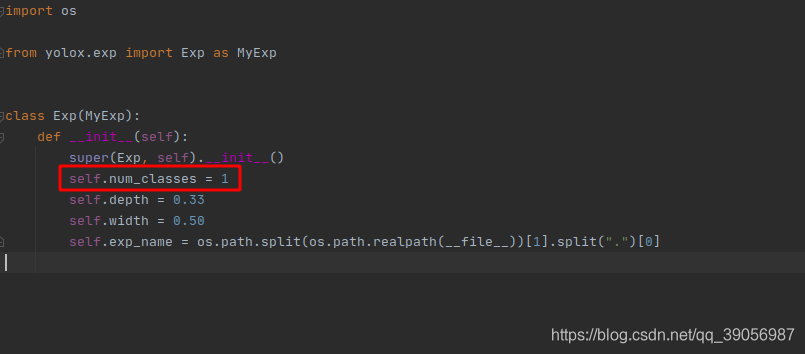 import os
from yolox.exp import Exp as MyExp
class Exp(MyExp):
    def __init__(self):
        super(Exp, self).__init__()
        self.num_classes = 1
        self.depth = 0.33
        self.width = 0.50
        self.exp_name = os.path.split(os.path.realpath(__file__))[1].split(".")[0]
https://blog.csdn.net/qq_39056987